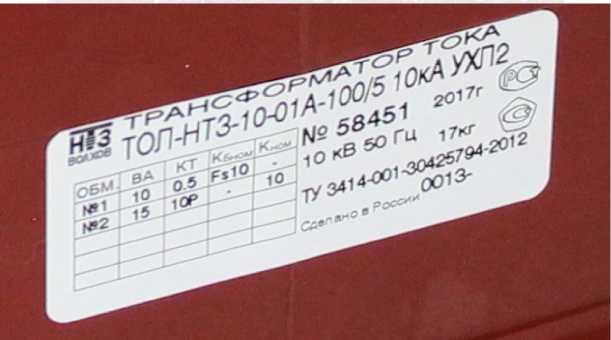 НТЗ
ВОЛХОВ
ТРАНСФОРМАТОР ТОКА
ТОЛ-НТЗ-10-01А-100/5 10кА УХЛ2
ОБМ. ВА КТ Кбном Кном
№1 10 0.5 Fs10 -
№2 15 10Р - 10
№ 58451 2017г
10 кВ 50 Гц 17кг
ТУ 3414-001-30425794-2012
Сделано в России 0013-
РСТ